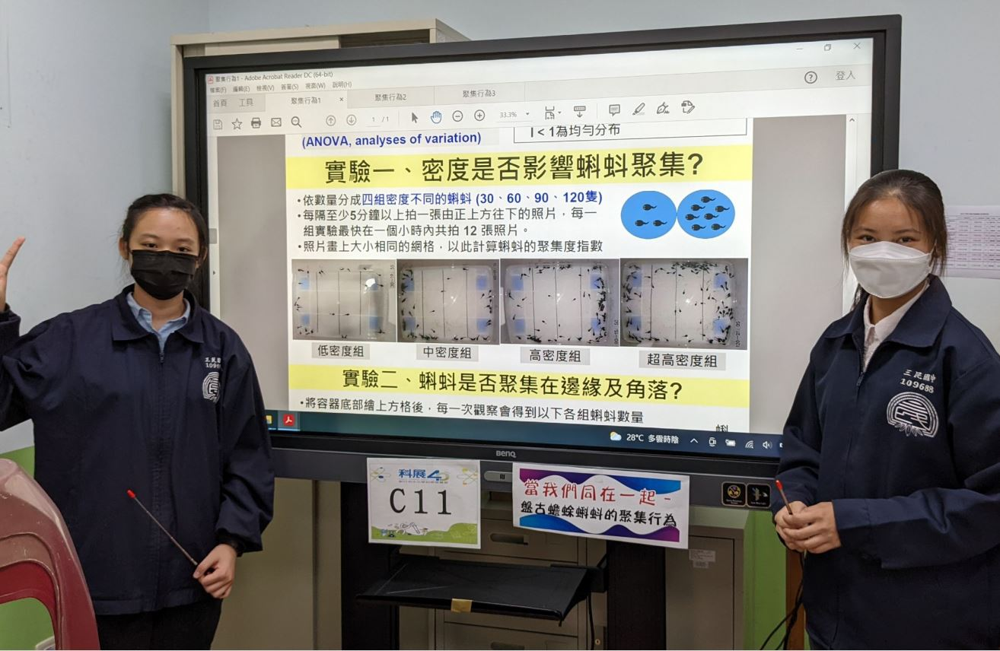 聚集行為1 - Adobe Acrobat Reader DC (64-bit)
檔案(F) 編輯(E) 檢視(V) 簽署(S) 視窗(W) 說明(H)
首頁 工具 聚集行為1 × 聚集行為2 聚集行為3
登入
1 / 1
33.3%
(ANOVA, analyses of variation)
I < 1為均勻分布
實驗一、密度是否影響蝌蚪聚集?
•依數量分成四組密度不同的蝌蚪 (30、60、90、120隻)
•每隔至少5分鐘以上拍一張由正上方往下的照片，每一
組實驗最快在一個小時內共拍 12 張照片。
•照片畫上大小相同的網格，以此計算蝌蚪的聚集度指數
低密度組
中密度組
高密度組
超高密度組
實驗二、蝌蚪是否聚集在邊緣及角落?
•將容器底部繪上方格後，每一次觀察會得到以下各組蝌蚪數量
蝌
28°C 多雲時陰
BenQ
科展
C11
當我們同在一起-
盤古蟾蜍蝌蚪的聚集行為
三民國中
109688